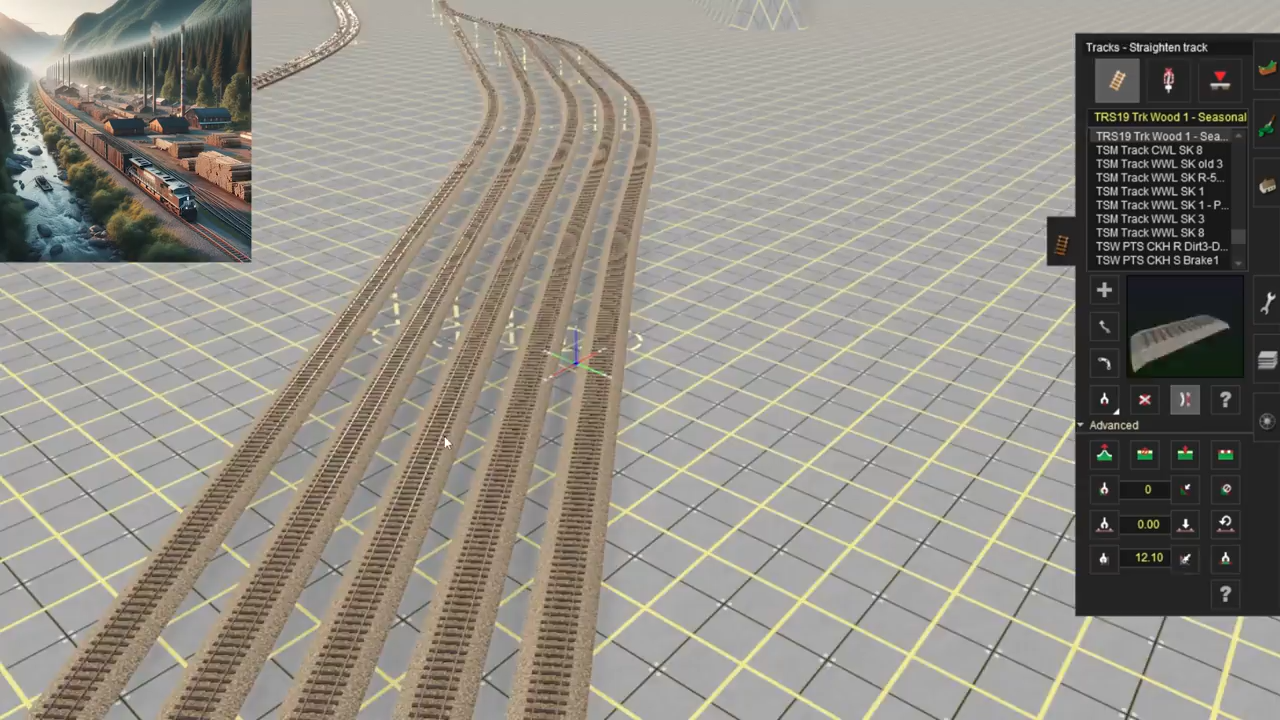 Tracks - Straighten track
TRS19 Trk Wood 1 - Seasonal
TRS19 Trk Wood 1 - Sea...
TSM Track CWL SK 8
TSM Track WWL SK old 3
TSM Track WWL SK R-5...
TSM Track WWL SK 1
TSM Track WWL SK 1 - P...
TSM Track WWL SK 3
TSM Track WWL SK 8
TSW PTS CKH R Dirt3-D...
TSW PTS CKH S Brake1
?
Advanced
0
0.00
12.10
?